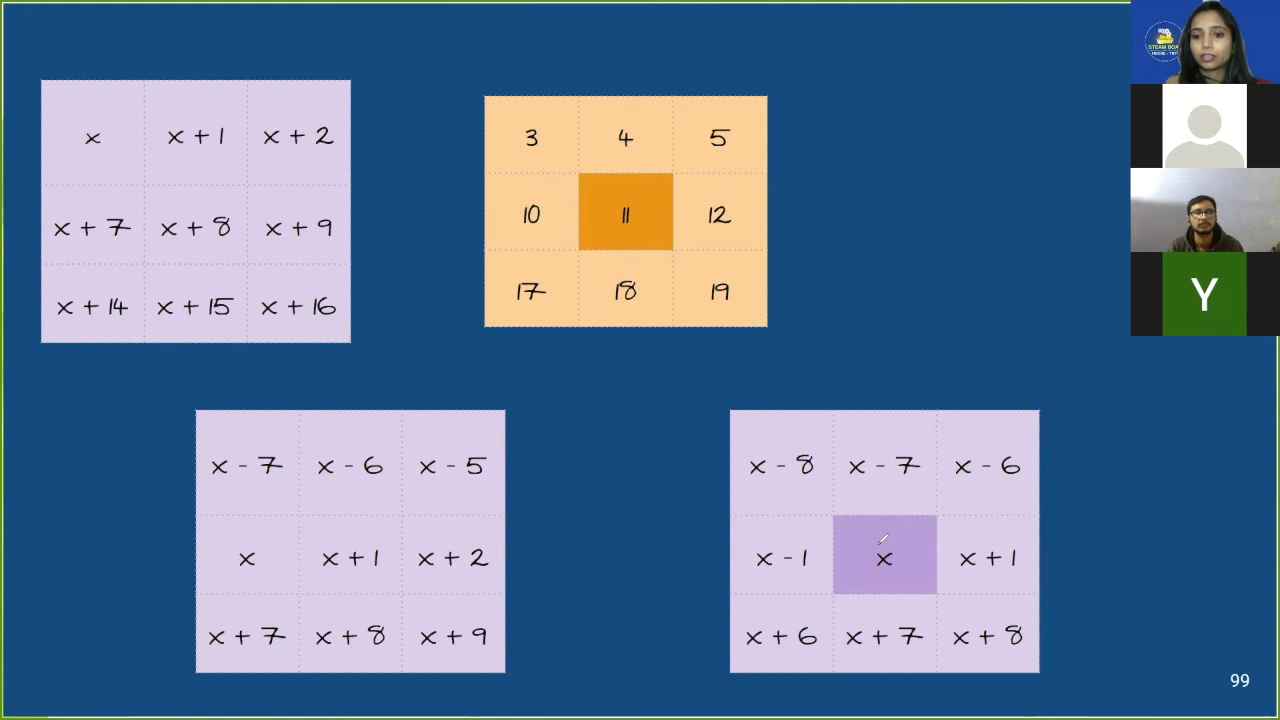 x x + 1 x + 2
x + 7 x + 8 x + 9
x + 14 x + 15 x + 16
3 4 5
10 11 12
17 18 19
x - 7 x - 6 x - 5
x x + 1 x + 2
x + 7 x + 8 x + 9
x - 8 x - 7 x - 6
x - 1 x x + 1
x + 6 x + 7 x + 8
Y
99